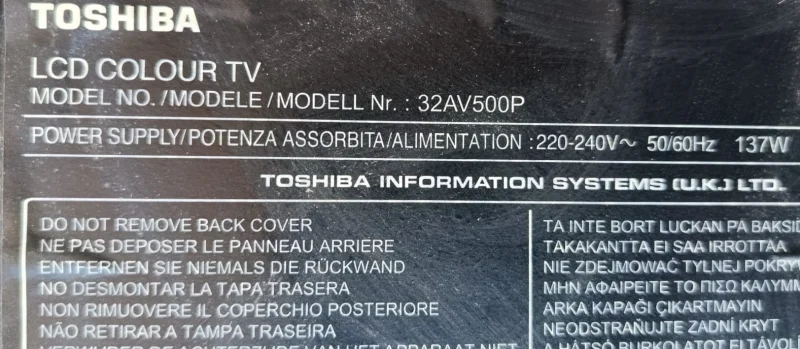 TOSHIBA
LCD COLOUR TV
MODEL NO./MODELE/MODELL Nr. : 32AV500P
POWER SUPPLY/POTENZA ASSORBITA/ALIMENTATION : 220-240V~ 50/60Hz 137W
TOSHIBA INFORMATION SYSTEMS (U.K.) LTD.
DO NOT REMOVE BACK COVER
NE PAS DEPOSER LE PANNEAU ARRIERE
ENTFERNEN SIE NIEMALS DIE RÜCKWAND
NO DESMONTAR LA TAPA TRASERA
NON RIMUOVERE IL COPERCHIO POSTERIORE
NÃO RETIRAR A TAMPA TRASEIRA
TA INTE BORT LUCKAN PA BAKSID
TAKAKANTTA EI SAA IRROTTAA
NIE ZDEJMOWAĆ TYLNEJ POKRY
ΜΗΝ ΑΦΑΙΡΕΙΤΕ ΤΟ ΠΙΣΩ ΚΑΛΥΜΜ
ARKA KAPAĞI ÇIKARTMAYIN
NEODSTRAŇUJTE ZADNÍ KRYT